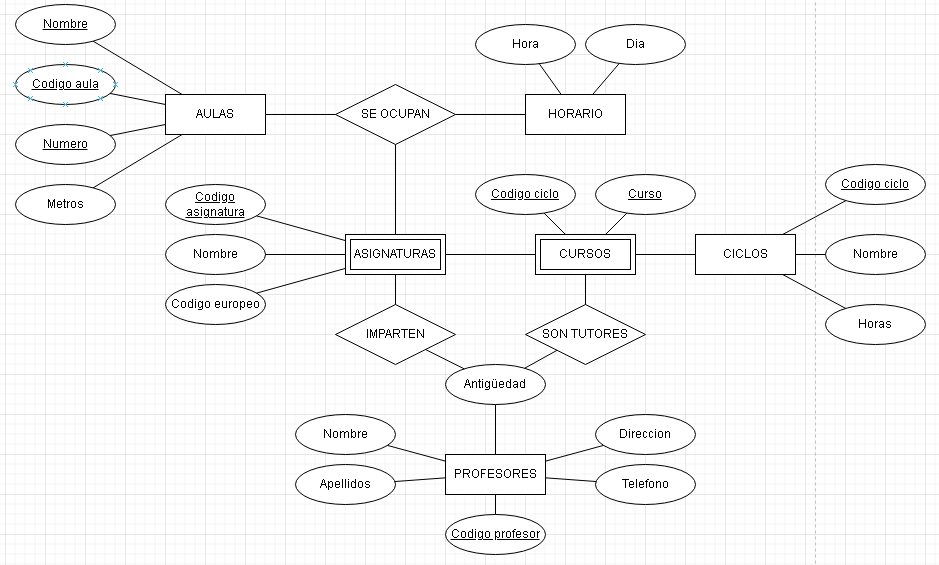 Nombre
Hora
Dia
Codigo aula
AULAS
SE OCUPAN
HORARIO
Numero
Metros
Codigo
asignatura
Codigo ciclo
Curso
Codigo ciclo
Nombre
ASIGNATURAS
CURSOS
CICLOS
Nombre
Codigo europeo
Horas
IMPARTEN
SON TUTORES
Antigüedad
Nombre
Direccion
PROFESORES
Apellidos
Telefono
Codigo profesor